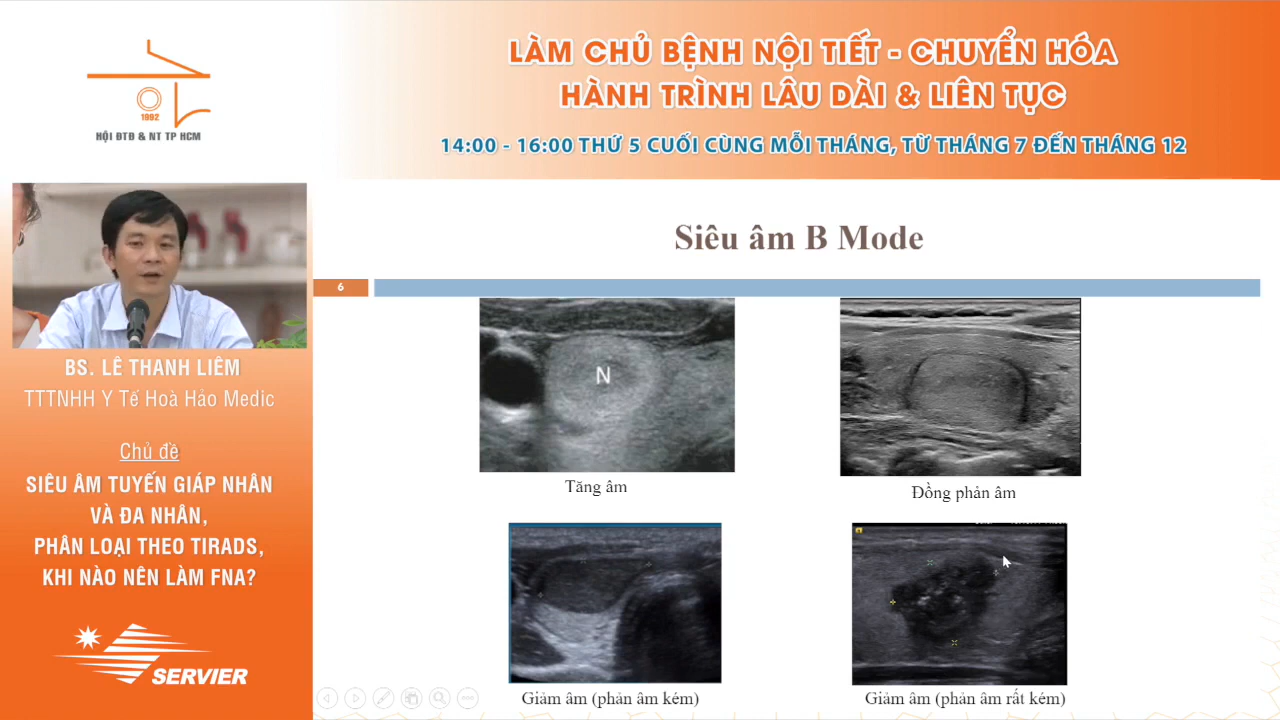 LÀM CHỦ BỆNH NỘI TIẾT - CHUYỂN HÓA
HÀNH TRÌNH LÂU DÀI & LIÊN TỤC
14:00 - 16:00 THỨ 5 CUỐI CÙNG MỖI THÁNG, TỪ THÁNG 7 ĐẾN THÁNG 12
1992
HỘI ĐTĐ & NT TP HCM
BS. LÊ THANH LIÊM
TTTNHH Y Tế Hoà Hảo Medic
Chủ đề
SIÊU ÂM TUYẾN GIÁP NHÂN
VÀ ĐA NHÂN,
PHÂN LOẠI THEO TIRADS,
KHI NÀO NÊN LÀM FNA?
SERVIER
Siêu âm B Mode
6
N
Tăng âm
Đồng phản âm
Giảm âm (phản âm kém)
Giảm âm (phản âm rất kém)